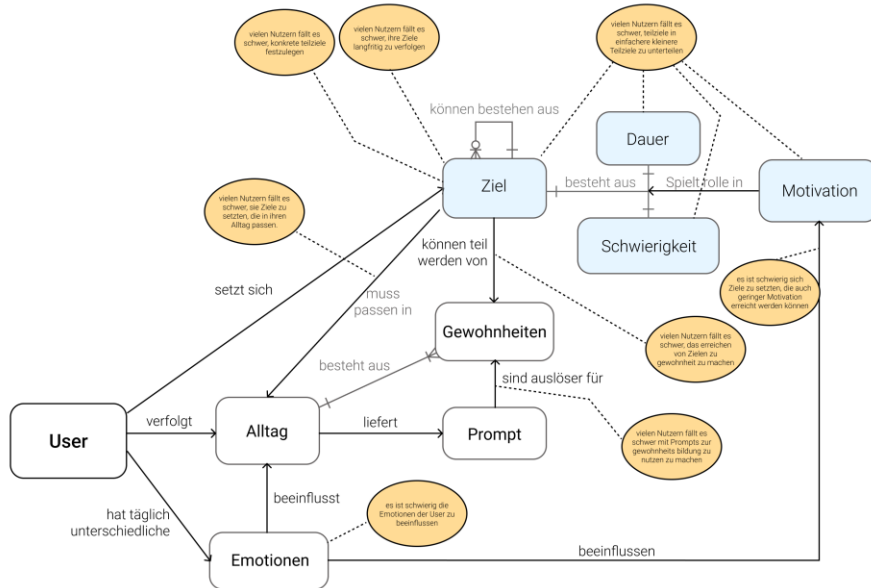 vielen Nutzern fällt es
schwer, konkrete teilziele
festzulegen
vielen Nutzern fällt es
schwer, ihre Ziele
langfritig zu verfolgen
vielen Nutzern fällt es
schwer, teilziele in
einfachere kleinere
Teilziele zu unterteilen
können bestehen aus
Dauer
Ziel
besteht aus
Spielt rolle in
Motivation
vielen Nutzern fällt es
schwer, sie Ziele zu
setzten, die in ihren
Alltag passen.
können teil
werden von
Schwierigkeit
setzt sich
muss
passen in
es ist schwierig sich
Ziele zu setzten, die auch
geringer Motivation
erreicht werden können
Gewohnheiten
vielen Nutzern fällt es
schwer, das erreichen
von Zielen zu
gewohnheit zu machen
besteht aus
sind auslöser für
User
verfolgt
Alltag
liefert
Prompt
vielen Nutzern fällt es
schwer mit Prompts zur
gewohnheits bildung zu
nutzen zu machen
hat täglich
unterschiedliche
beeinflusst
es ist schwierig die
Emotionen der User zu
beeinflussen
Emotionen
beeinflussen